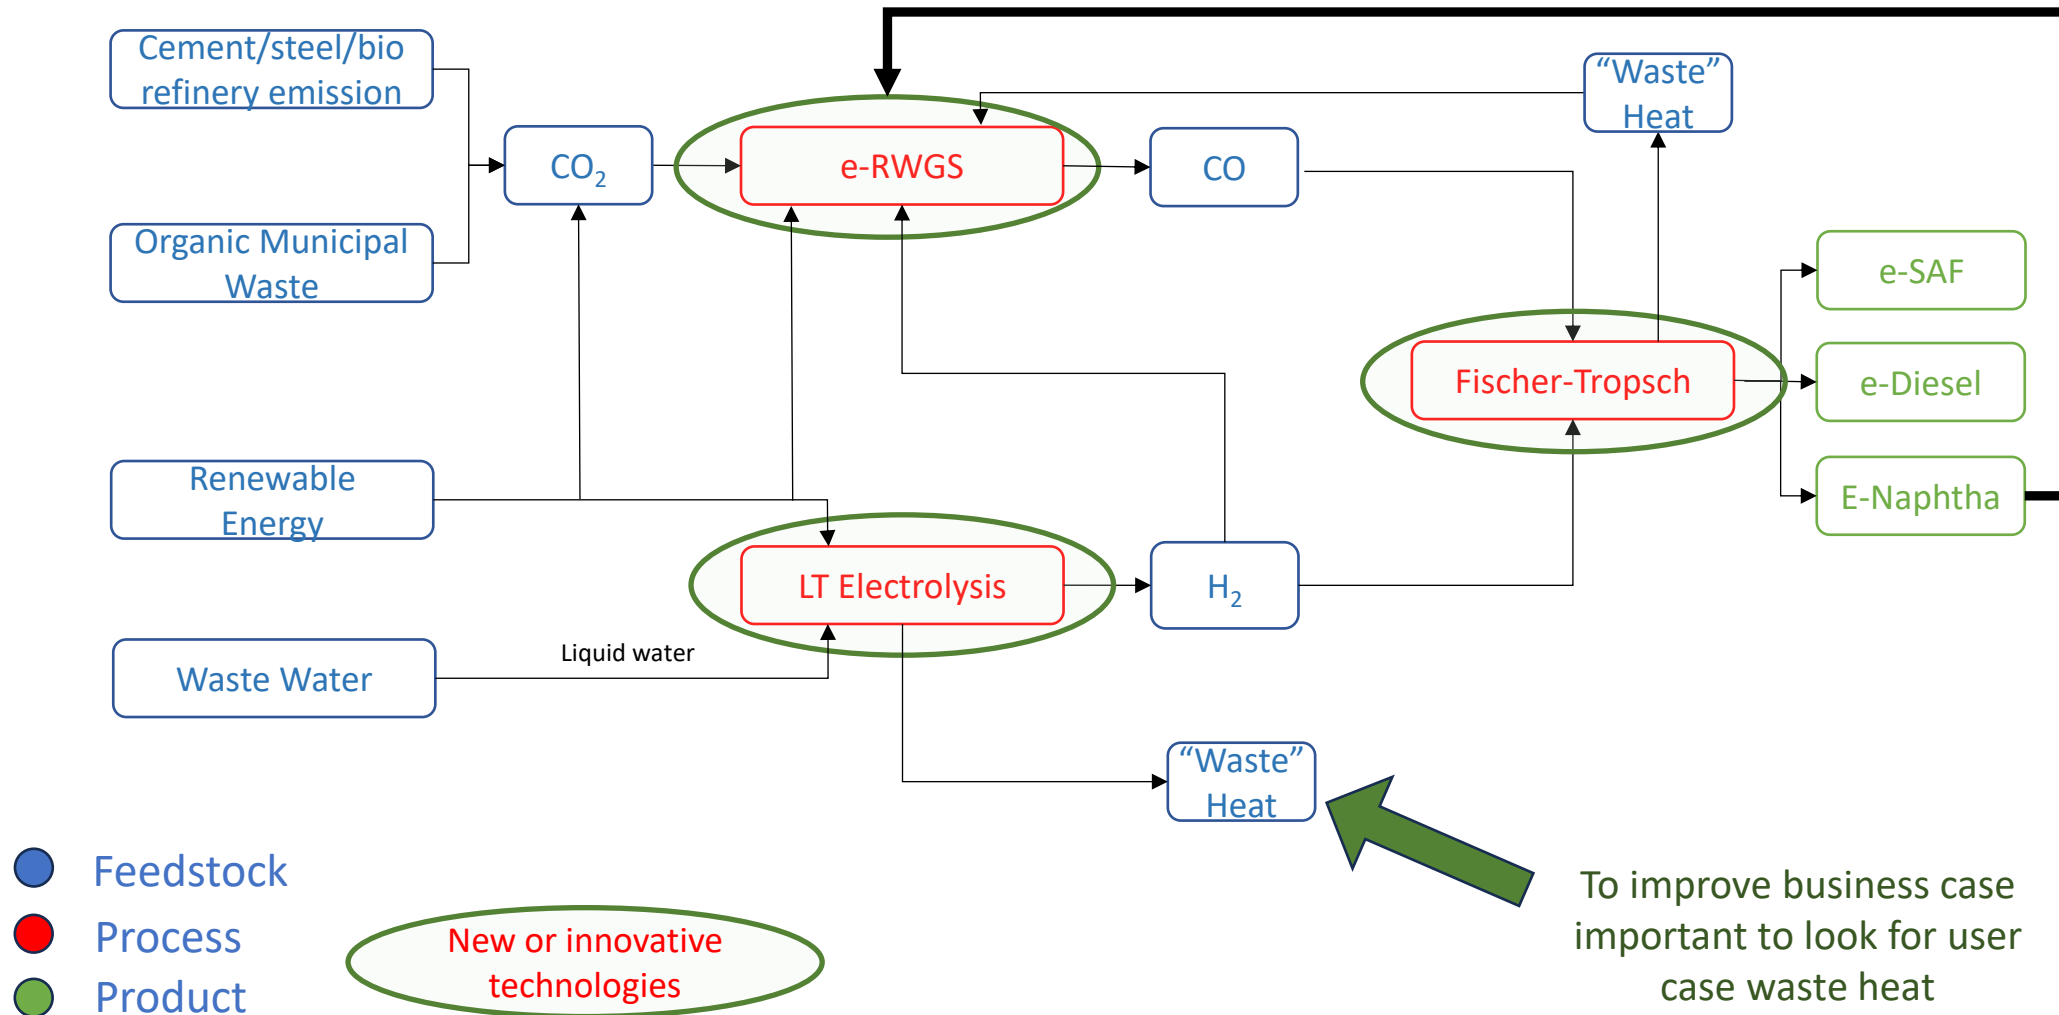 Cement/steel/bio
refinery emission
"Waste"
Heat
CO₂
e-RWGS
CO
Organic Municipal
Waste
e-SAF
Fischer-Tropsch
e-Diesel
Renewable
Energy
E-Naphtha
LT Electrolysis
H₂
Liquid water
Waste Water
"Waste"
Heat
Feedstock
Process
Product
New or innovative
technologies
To improve business case
important to look for user
case waste heat